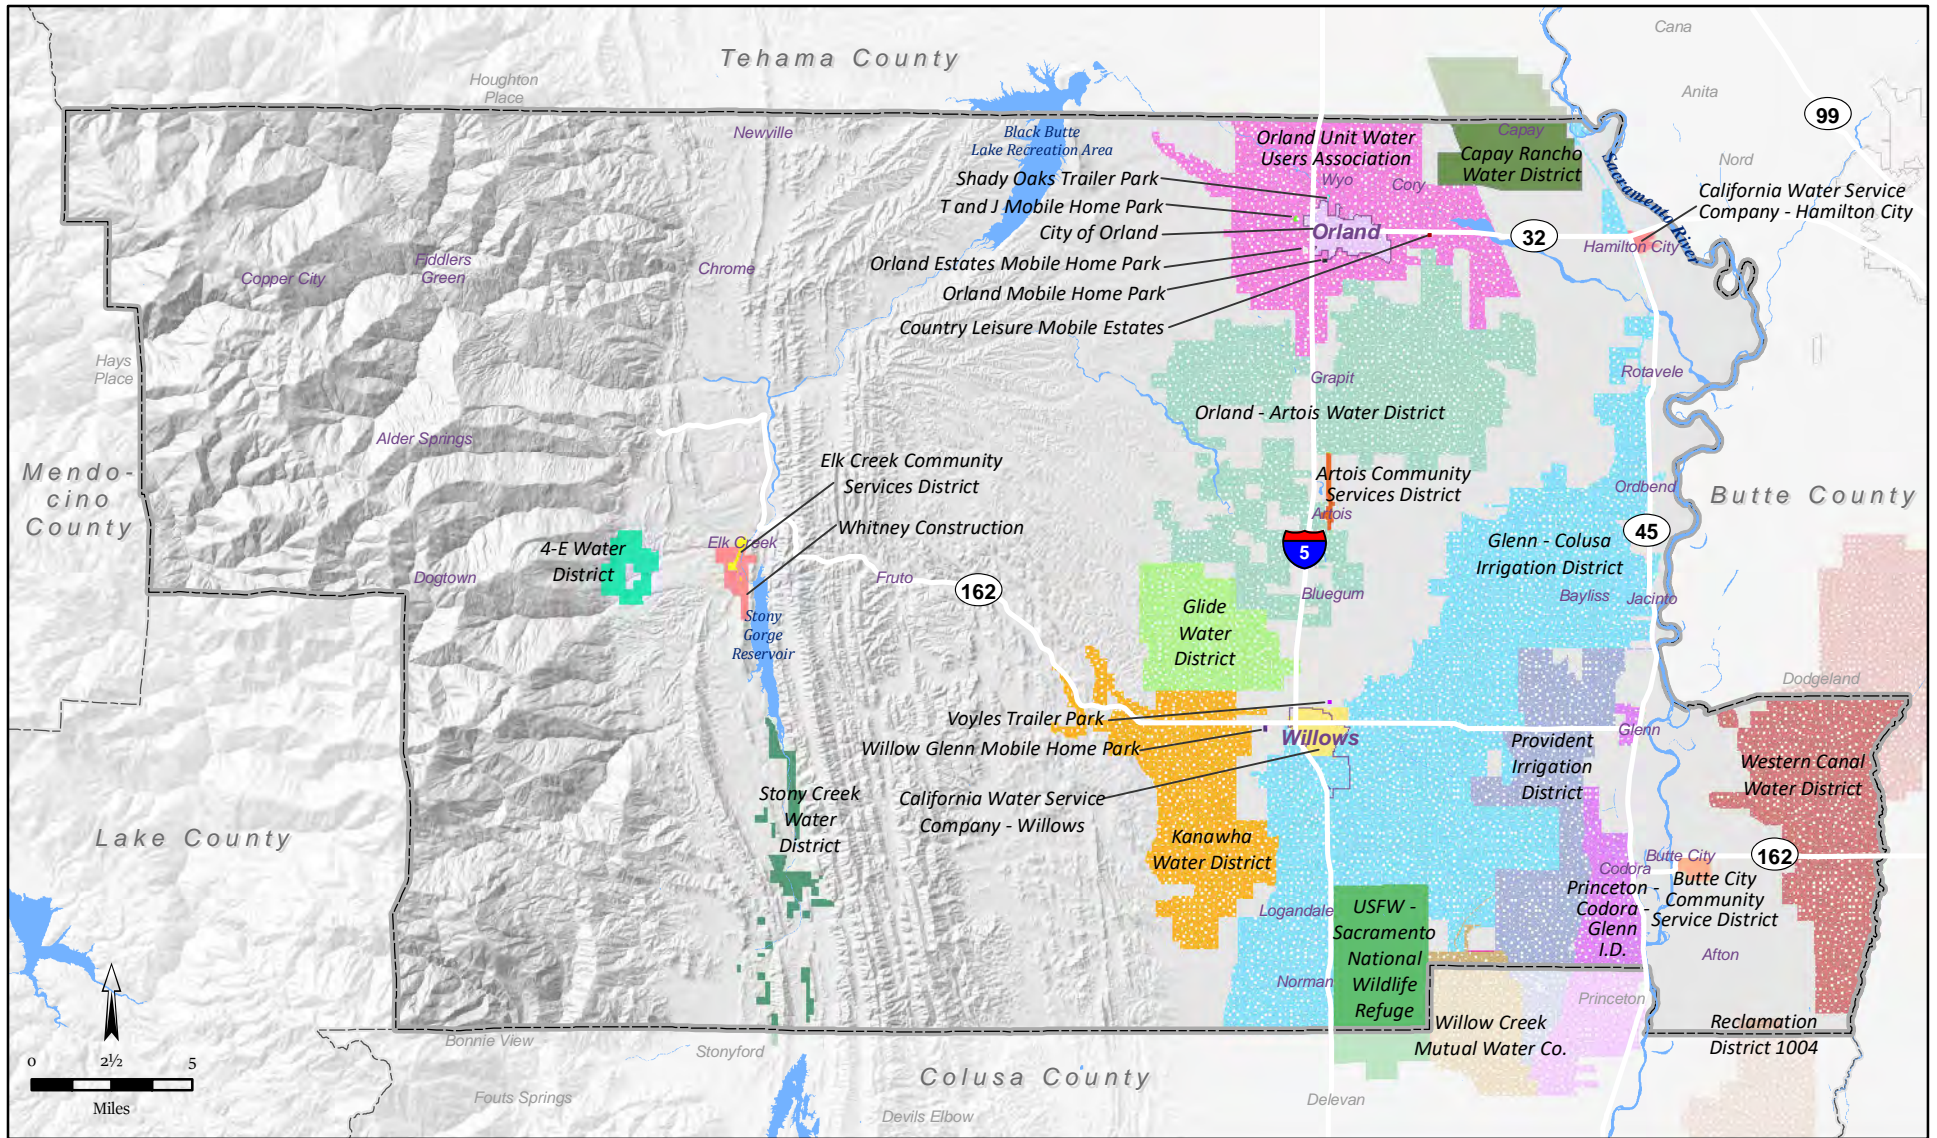 Cana
Tehama County
Houghton
Place
Anita
99
Newville
Black Butte
Lake Recreation Area
Orland Unit Water
Users Association
Capay
Capay Rancho
Water District
Nord
Shady Oaks Trailer Park
Wyo
Cory
Sacramento River
California Water Service
Company - Hamilton City
T and J Mobile Home Park
City of Orland
Orland
32
Hamilton City
Orland Estates Mobile Home Park
Copper City
Fiddlers
Green
Chrome
Orland Mobile Home Park
Country Leisure Mobile Estates
Hays
Place
Grapit
Rotavele
Orland - Artois Water District
Alder Springs
Mendo-
cino
County
Elk Creek Community
Services District
Artois Community
Services District
Ordbend
Butte County
Artois
Whitney Construction
45
4-E Water
District
Elk Creek
5
Glenn - Colusa
Irrigation District
Dogtown
Fruto
162
Bluegum
Bayliss
Jacinto
Stony
Gorge
Reservoir
Glide
Water
District
Dodgeland
Voyles Trailer Park
Willow Glenn Mobile Home Park
Willows
Glenn
Provident
Irrigation
District
Western Canal
Water District
Stony Creek
Water
District
California Water Service
Company - Willows
Lake County
Kanawha
Water District
Butte City
162
Codora
Princeton -
Codora -
Glenn
I.D.
Butte City
Community
Service District
Logandale
USFW -
Sacramento
National
Wildlife
Refuge
Afton
Norman
Princeton
Willow Creek
Mutual Water Co.
Reclamation
District 1004
Bonnie View
Stonyford
0 2½ 5
Miles
Colusa County
Fouts Springs
Devils Elbow
Delevan